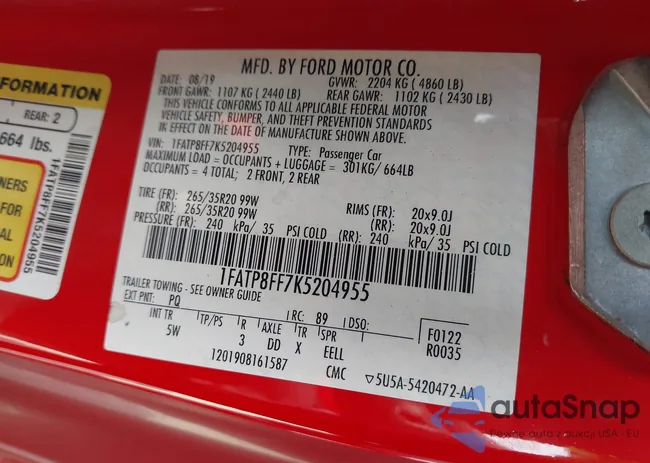 FORMATION
REAR: 2
664 lbs.
NERS
FOR
AL
1FATP8FF7K5204955
MFD. BY FORD MOTOR CO.
DATE: 08/19
GVWR: 2204 KG ( 4860 LB)
FRONT GAWR: 1107 KG ( 2440 LB)
REAR GAWR: 1102 KG ( 2430 LB)
THIS VEHICLE CONFORMS TO ALL APPLICABLE FEDERAL MOTOR
VEHICLE SAFETY, BUMPER, AND THEFT PREVENTION STANDARDS
IN EFFECT ON THE DATE OF MANUFACTURE SHOWN ABOVE.
VIN: 1FATP8FF7K5204955
TYPE: Passenger Car
MAXIMUM LOAD = OCCUPANTS + LUGGAGE = 301KG/ 664LB
OCCUPANTS = 4 TOTAL; 2 FRONT, 2 REAR
TIRE (FR): 265/35R20 99W
RIMS (FR): 20x9.0J
(RR): 265/35R20 99W
(RR): 20x9.0J
PRESSURE (FR): 240 kPa/ 35 PSI COLD
(RR): 240 kPa/ 35 PSI COLD
1FATP8FF7K5204955
TRAILER TOWING - SEE OWNER GUIDE
EXT PNT: PQ
RC: 89
DSO:
F0122
R0035
INT TR
TP/PS
R
AXLE
TR
SPR
5W
3
DD
X
EELL
1201908161587
CMC
▽5U5A-5420472-AA
autoSnap
Pewne auto z aukcji USA - EU